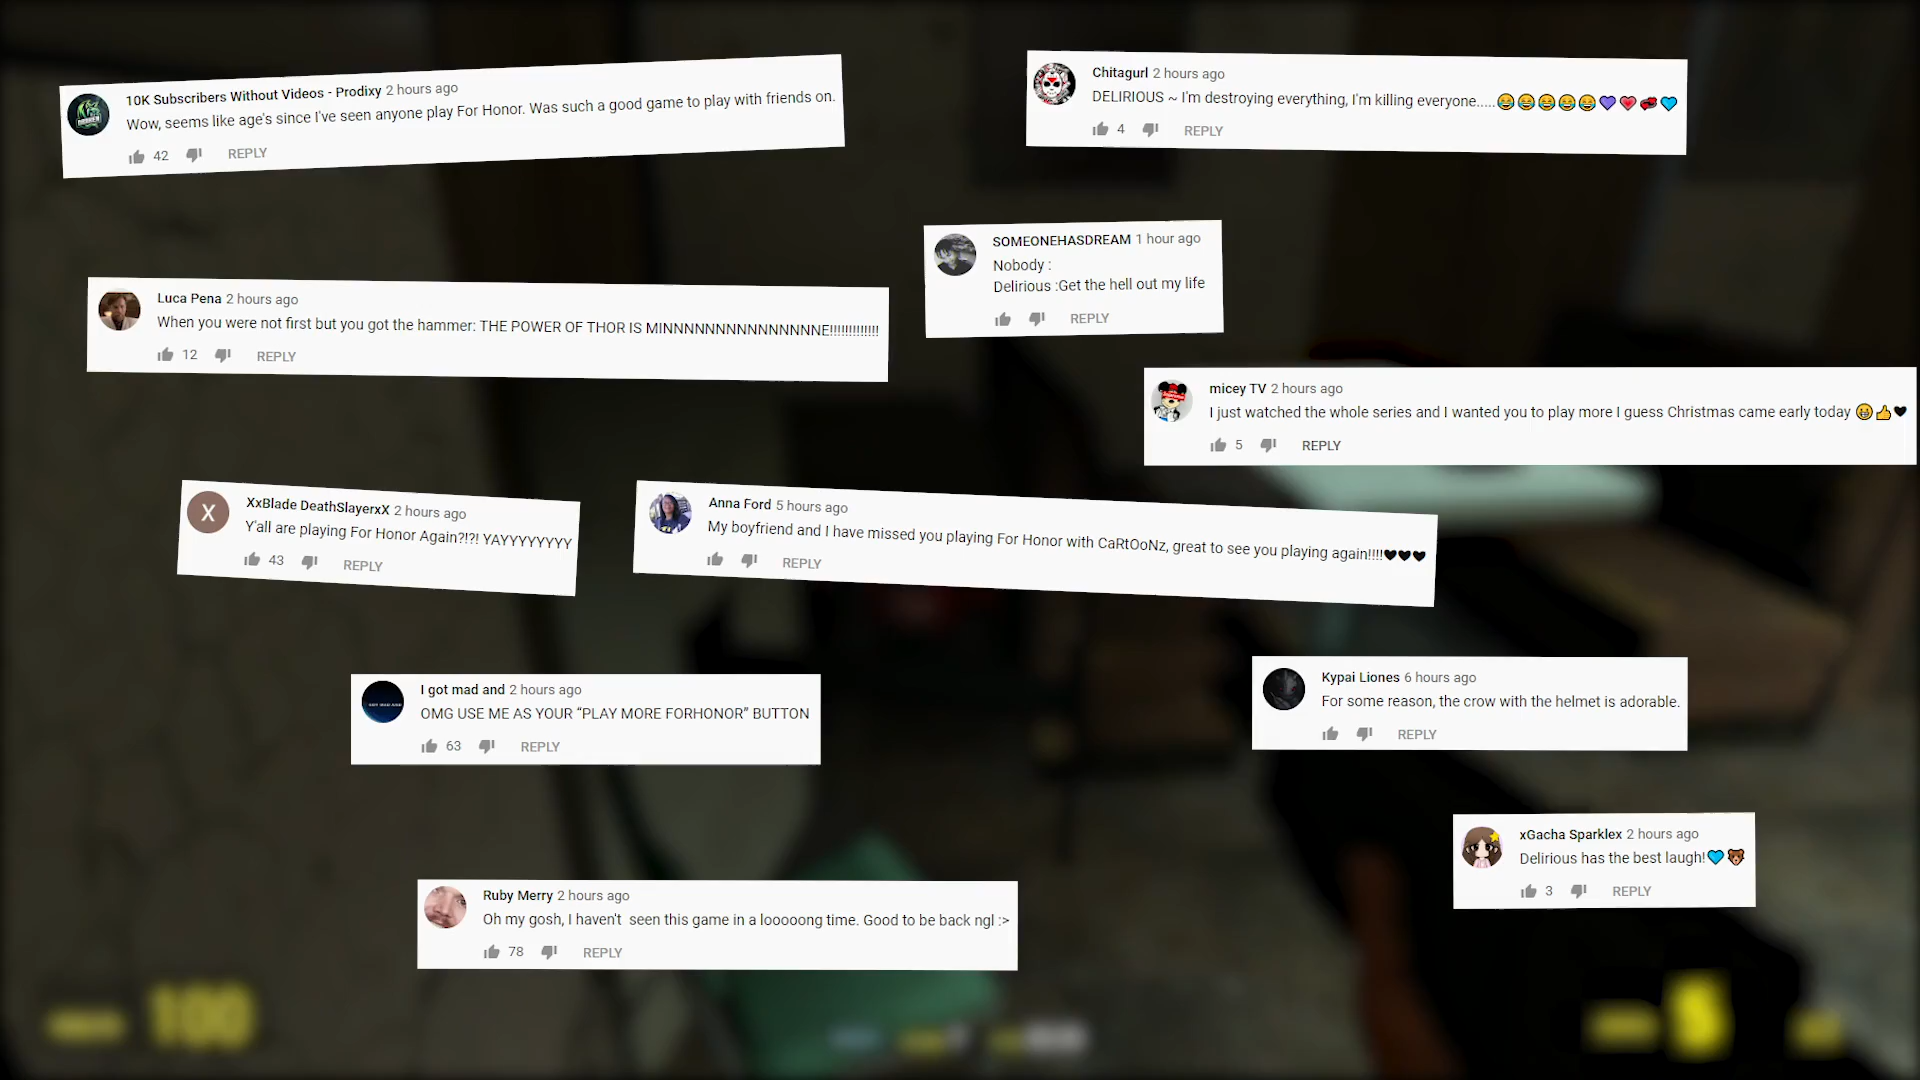 10K Subscribers Without Videos - Prodixy 2 hours ago
Wow, seems like age's since I've seen anyone play For Honor. Was such a good game to play with friends on.
42 REPLY
Chitagurl 2 hours ago
DELIRIOUS ~ I'm destroying everything, I'm killing everyone.....😂😂😂😂😂💜💗💞💙
4 REPLY
SOMEONEHASDREAM 1 hour ago
Nobody :
Delirious :Get the hell out my life
REPLY
Luca Pena 2 hours ago
When you were not first but you got the hammer: THE POWER OF THOR IS MINNNNNNNNNNNNNNNE!!!!!!!!!!!!!
12 REPLY
micey TV 2 hours ago
I just watched the whole series and I wanted you to play more I guess Christmas came early today 😁👍🖤
5 REPLY
X
XxBlade DeathSlayerxX 2 hours ago
Y'all are playing For Honor Again?!?! YAYYYYYYYY
43 REPLY
Anna Ford 5 hours ago
My boyfriend and I have missed you playing For Honor with CaRtOoNz, great to see you playing again!!!!🖤🖤🖤
REPLY
I got mad and 2 hours ago
OMG USE ME AS YOUR “PLAY MORE FORHONOR” BUTTON
63 REPLY
Kypai Liones 6 hours ago
For some reason, the crow with the helmet is adorable.
REPLY
xGacha Sparklex 2 hours ago
Delirious has the best laugh!💙🐻
3 REPLY
Ruby Merry 2 hours ago
Oh my gosh, I haven't  seen this game in a looooong time. Good to be back ngl :>
78 REPLY
100